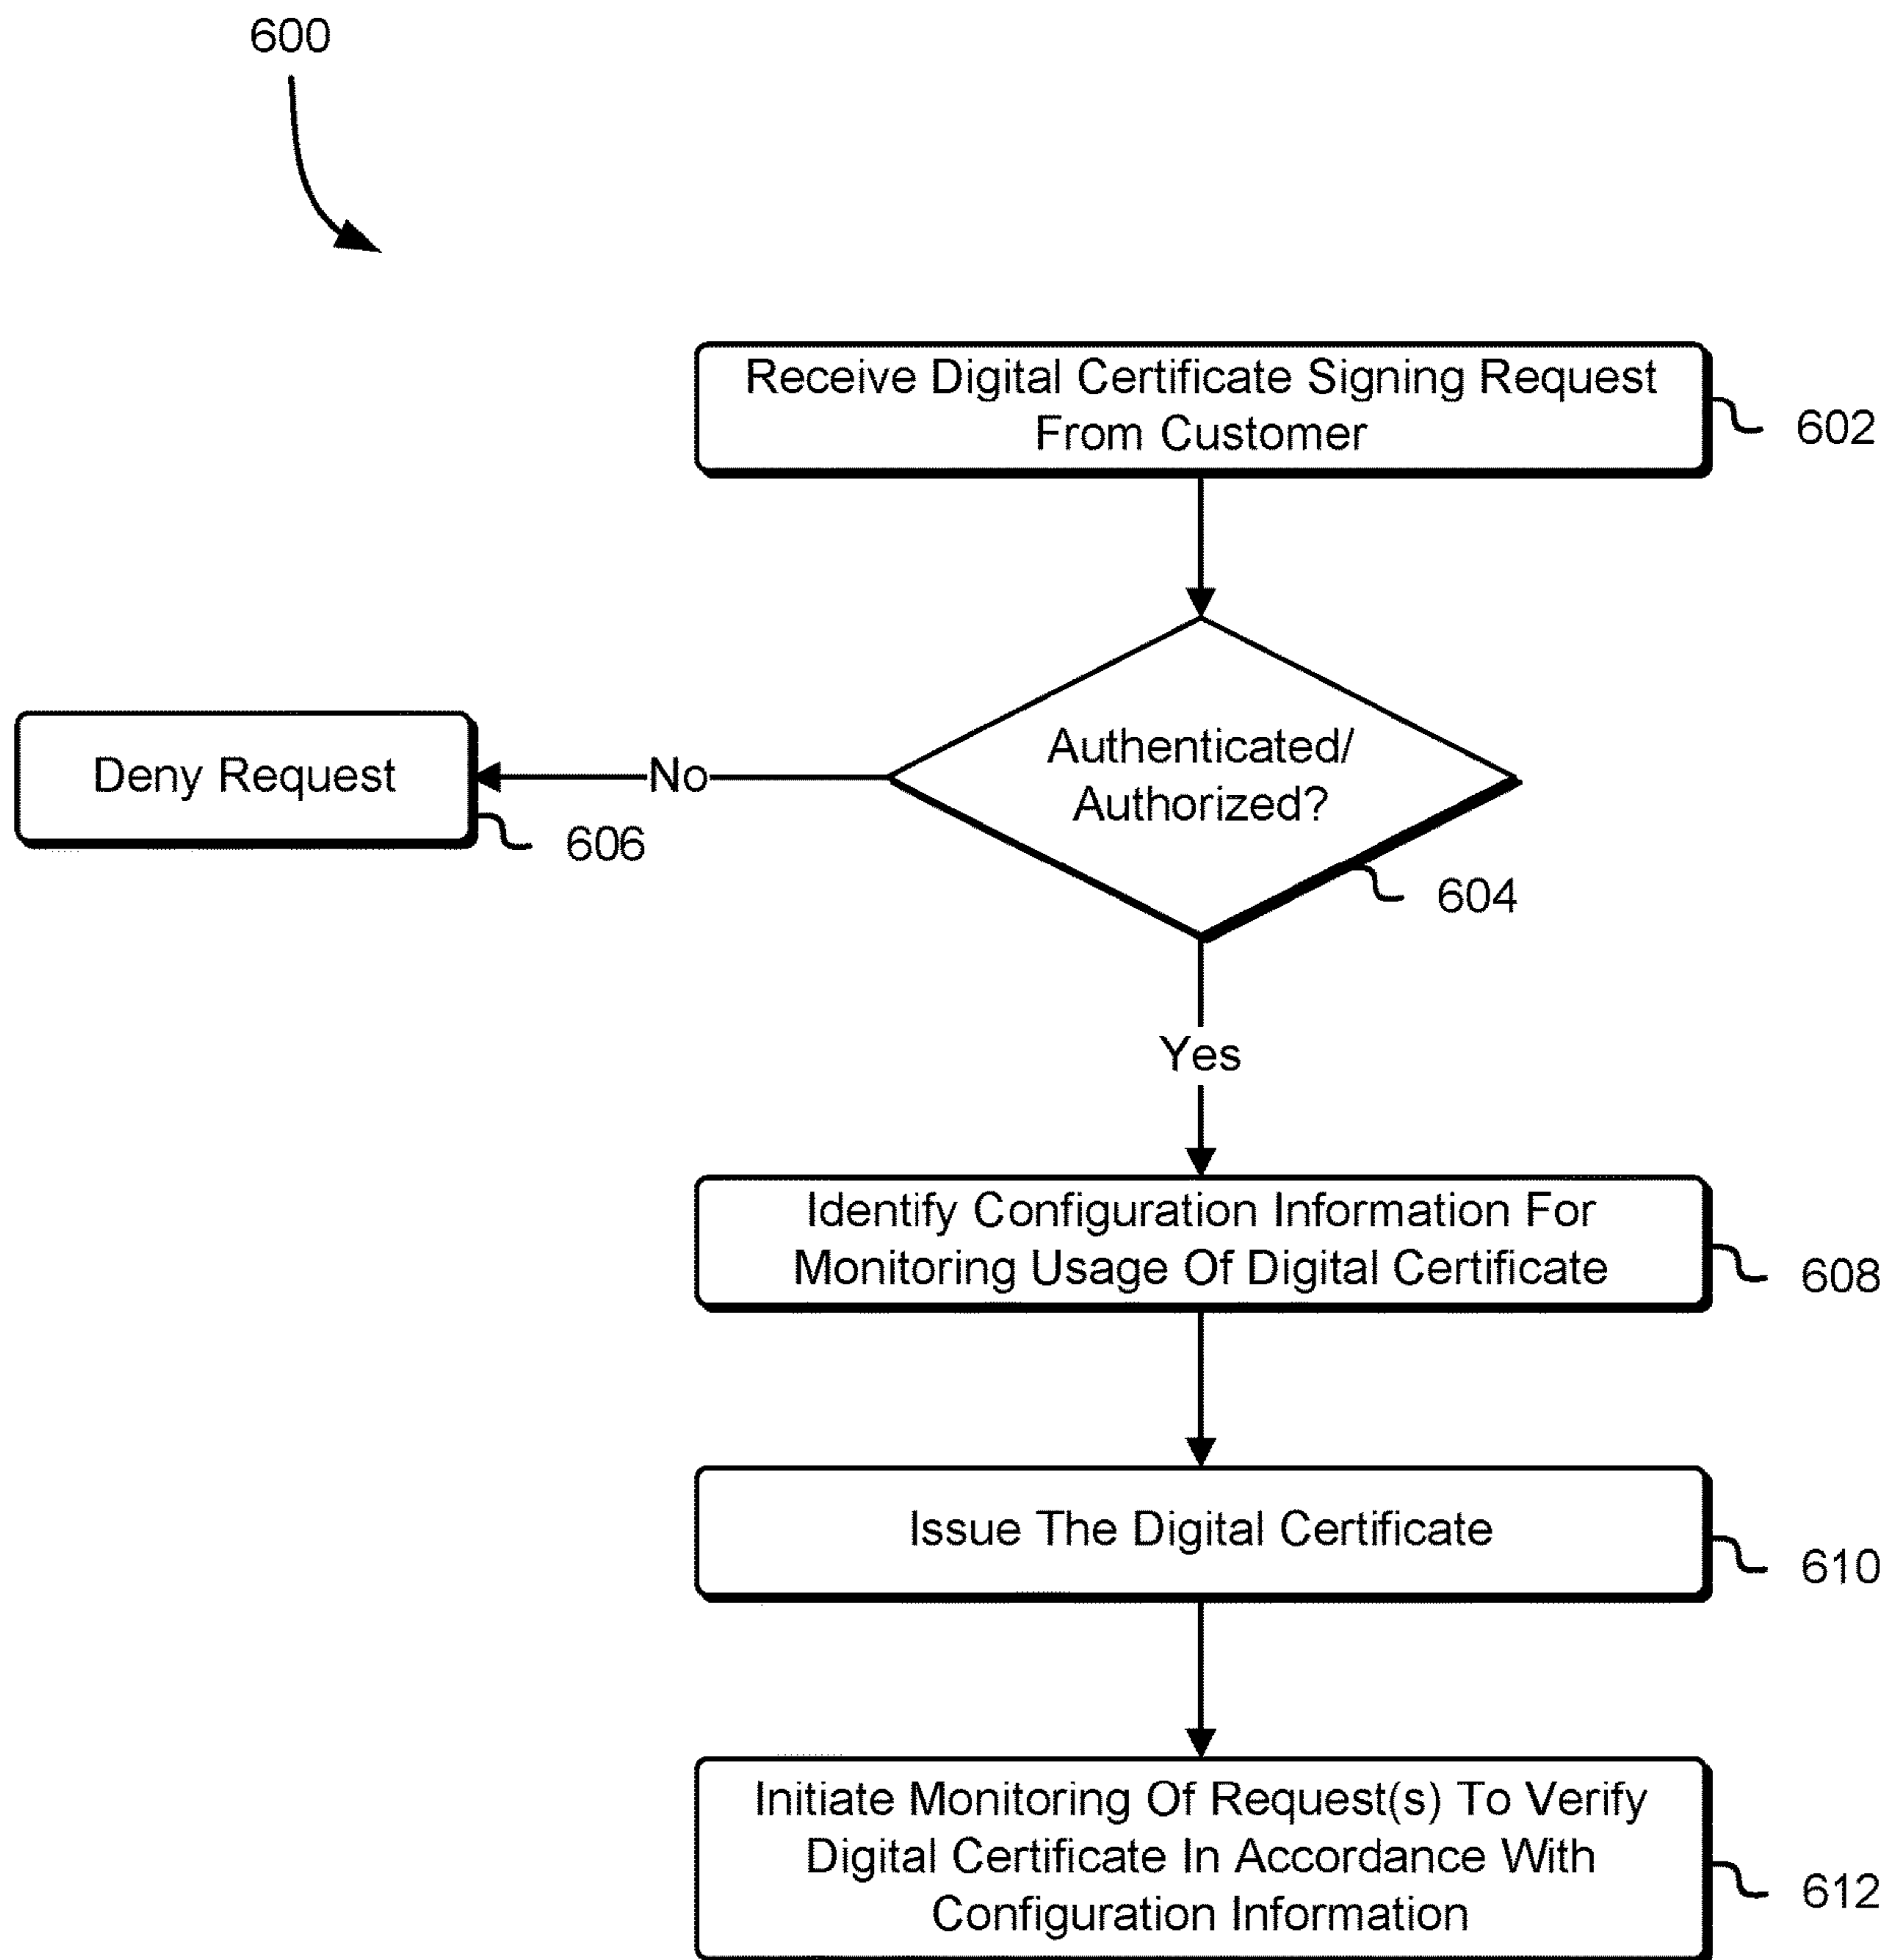 600
Receive Digital Certificate Signing Request
From Customer
602
Authenticated/
Authorized?
604
No
Deny Request
606
Yes
Identify Configuration Information For
Monitoring Usage Of Digital Certificate
608
Issue The Digital Certificate
610
Initiate Monitoring Of Request(s) To Verify
Digital Certificate In Accordance With
Configuration Information
612